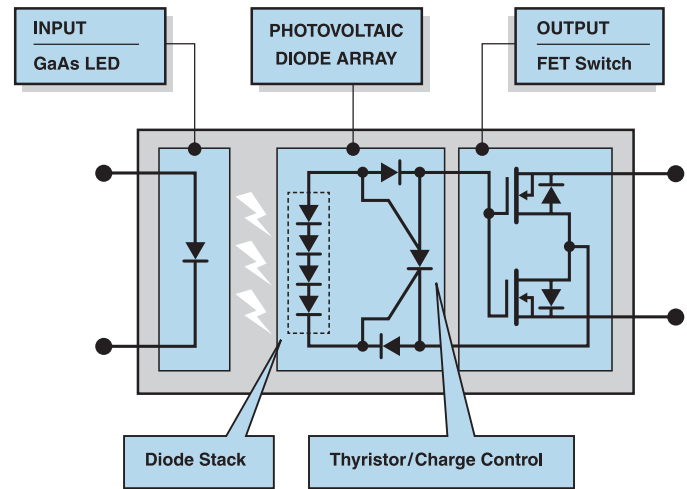 INPUT
GaAs LED
PHOTOVOLTAIC
DIODE ARRAY
OUTPUT
FET Switch
Diode Stack
Thyristor/Charge Control